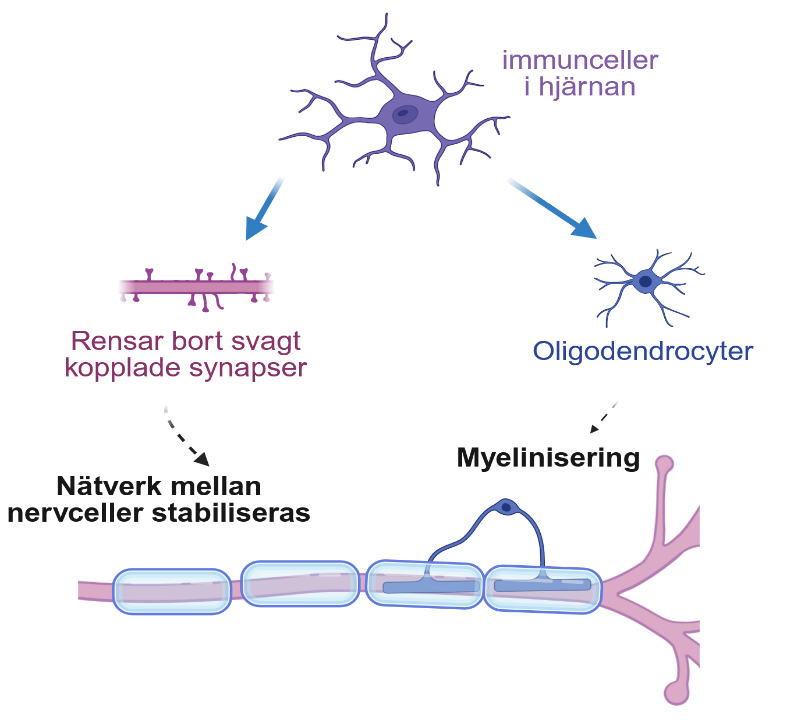 immunceller
i hjärnan
Rensar bort svagt
kopplade synapser
Oligodendrocyter
Nätverk mellan
nervceller stabiliseras
Myelinisering